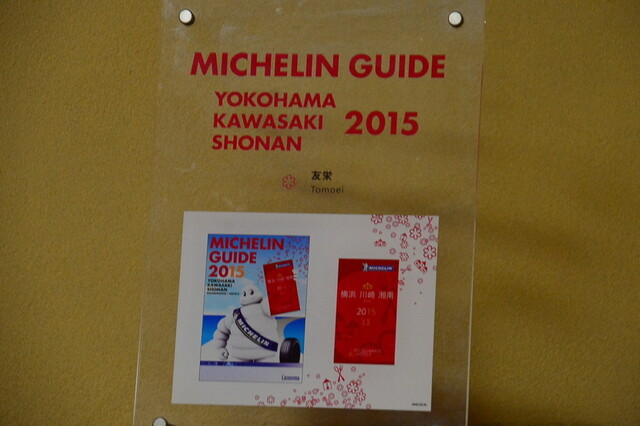 MICHELIN GUIDE
YOKOHAMA
KAWASAKI
SHONAN
2015
友栄
Tomoei
MICHELIN
GUIDE
2015
YOKOHAMA
KAWASAKI
SHONAN
MICHELIN
MICHELIN
横浜 川崎 湘南
2015